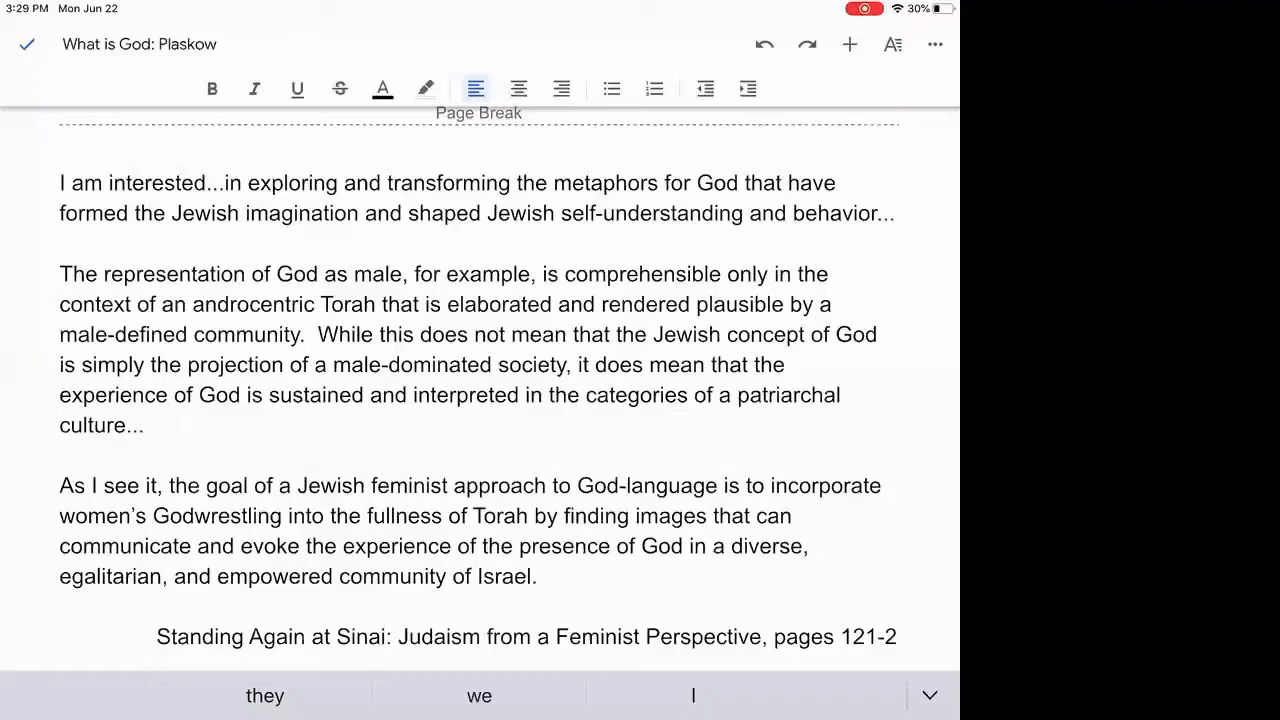 3:29 PM Mon Jun 22 30%
What is God: Plaskow
B I U S A
Page Break
I am interested...in exploring and transforming the metaphors for God that have
formed the Jewish imagination and shaped Jewish self-understanding and behavior...
The representation of God as male, for example, is comprehensible only in the
context of an androcentric Torah that is elaborated and rendered plausible by a
male-defined community.  While this does not mean that the Jewish concept of God
is simply the projection of a male-dominated society, it does mean that the
experience of God is sustained and interpreted in the categories of a patriarchal
culture...
As I see it, the goal of a Jewish feminist approach to God-language is to incorporate
women’s Godwrestling into the fullness of Torah by finding images that can
communicate and evoke the experience of the presence of God in a diverse,
egalitarian, and empowered community of Israel.
Standing Again at Sinai: Judaism from a Feminist Perspective, pages 121-2
they we I